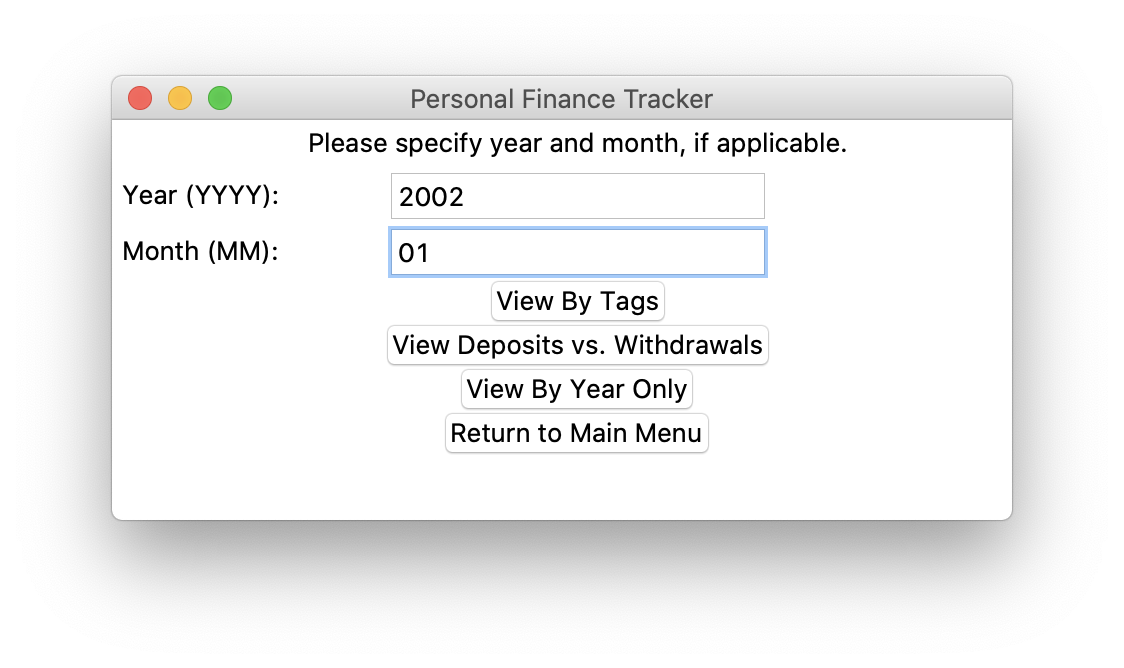 Personal Finance Tracker
Please specify year and month, if applicable.
Year (YYYY): 2002
Month (MM): 01
View By Tags
View Deposits vs. Withdrawals
View By Year Only
Return to Main Menu